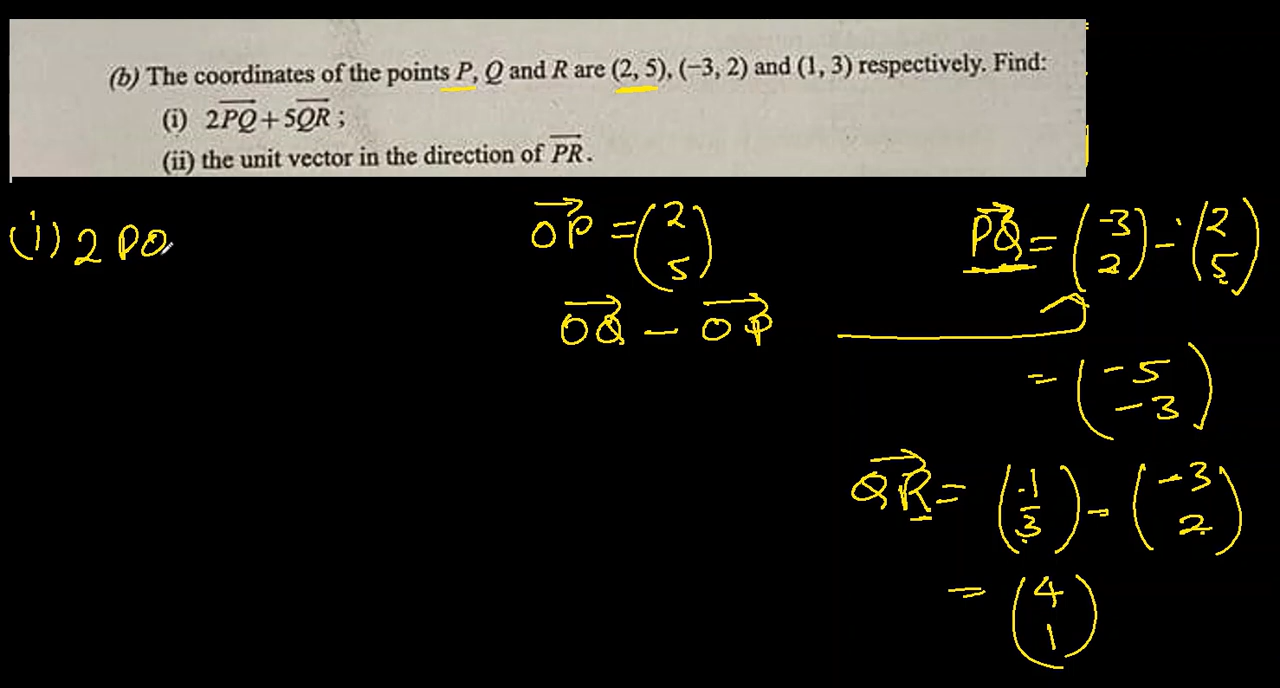 (b) The coordinates of the points P, Q and R are (2, 5), (−3, 2) and (1, 3) respectively. Find:
(i) 2PQ + 5QR ;
(ii) the unit vector in the direction of PR.
(i) 2 PQ
OP = (2
5)
PQ = (-3
2) - (2
5)
OQ - OP
= (-5
-3)
QR = (1
3) - (-3
2)
= (4
1)